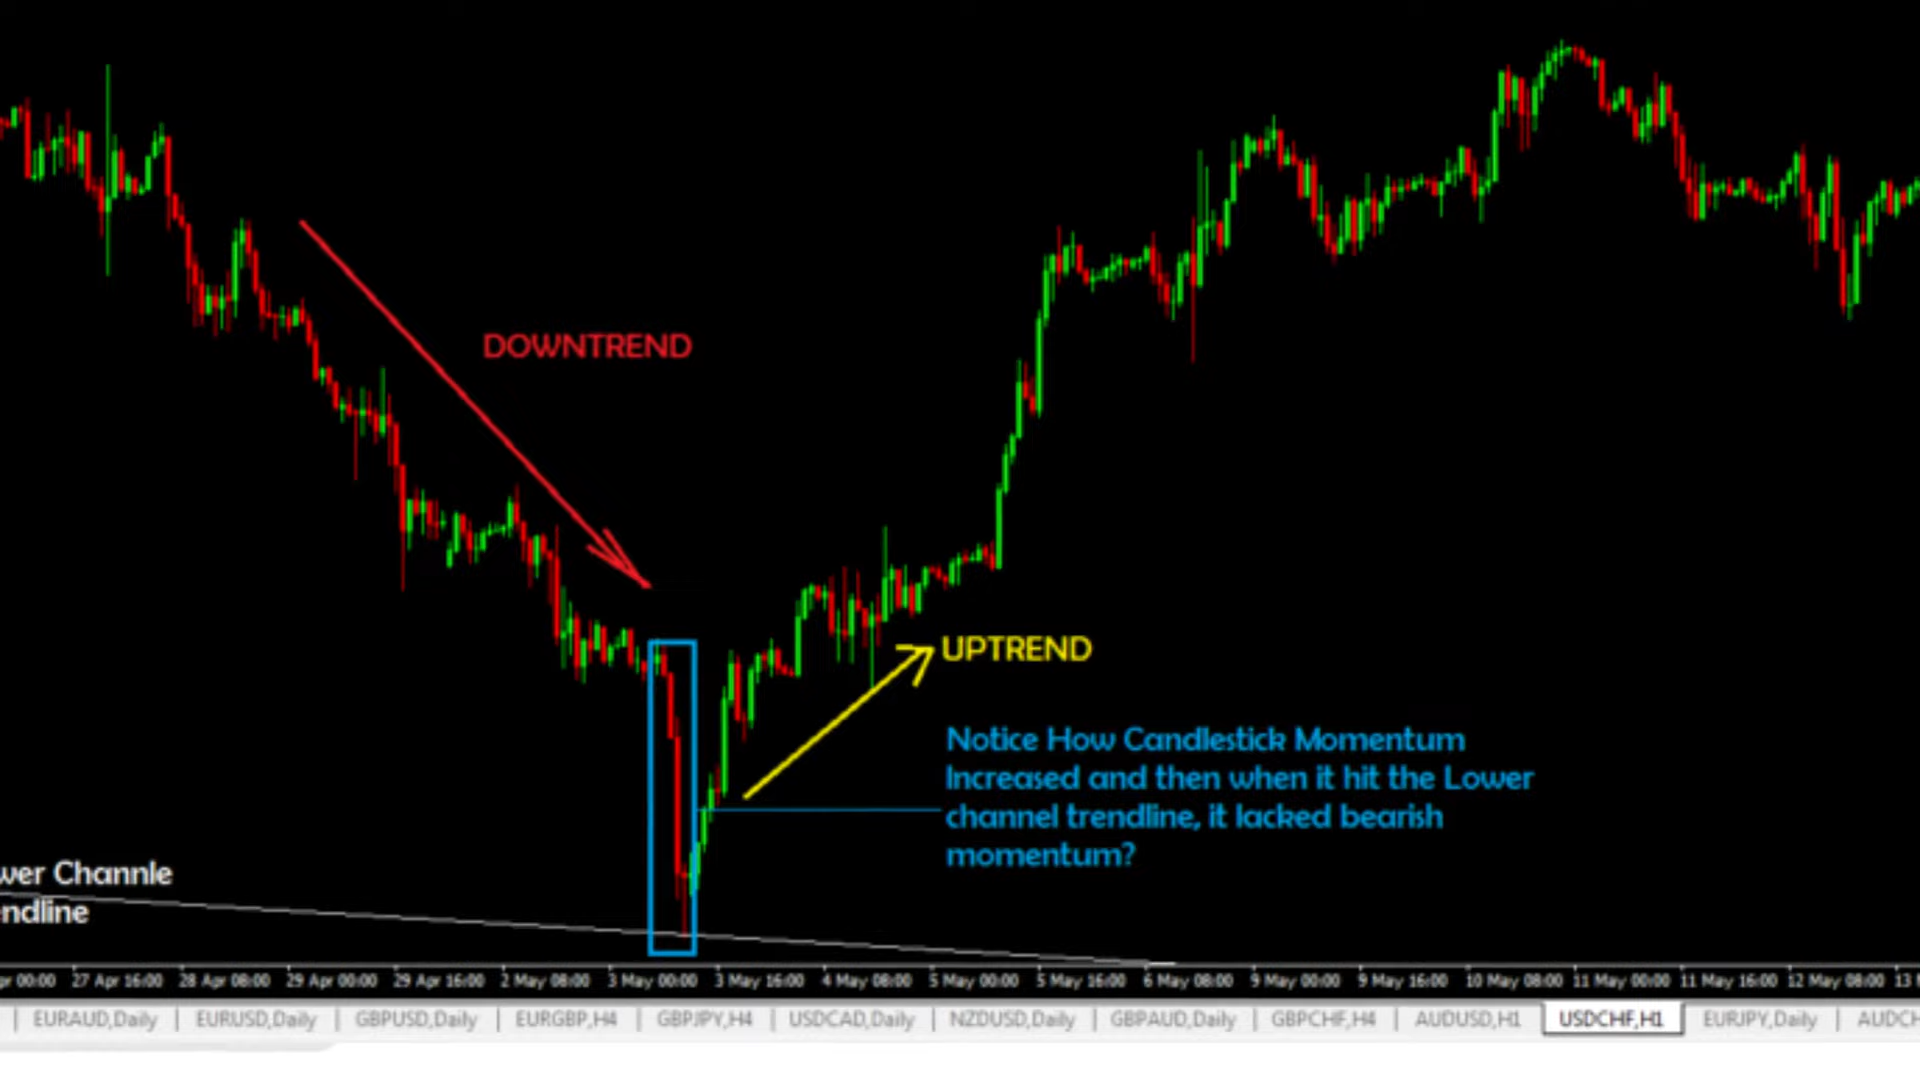 DOWNTREND
UPTREND
Notice How Candlestick Momentum
Increased and then when it hit the Lower
channel trendline, it lacked bearish
momentum?
wer Channle
endline
pr 00:00 27 Apr 16:00 28 Apr 08:00 29 Apr 00:00 29 Apr 16:00 2 May 08:00 3 May 00:00 3 May 16:00 4 May 08:00 5 May 00:00 5 May 16:00 6 May 08:00 9 May 00:00 9 May 16:00 10 May 08:00 11 May 00:00 11 May 16:00 12 May 08:00 13 M
EURAUD,Daily EURUSD,Daily GBPUSD,Daily EURGBP,H4 GBPJPY,H4 USDCAD,Daily NZDUSD,Daily GBPAUD,Daily GBPCHF,H4 AUDUSD,H1 USDCHF,H1 EURJPY,Daily AUDCH